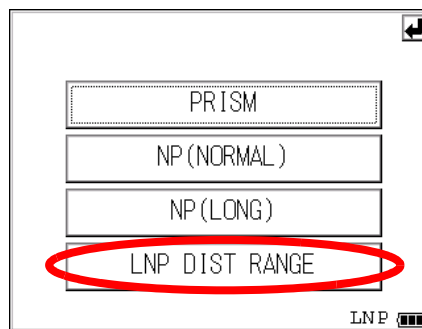 PRISM
NP(NORMAL)
NP(LONG)
LNP DIST RANGE
LNP